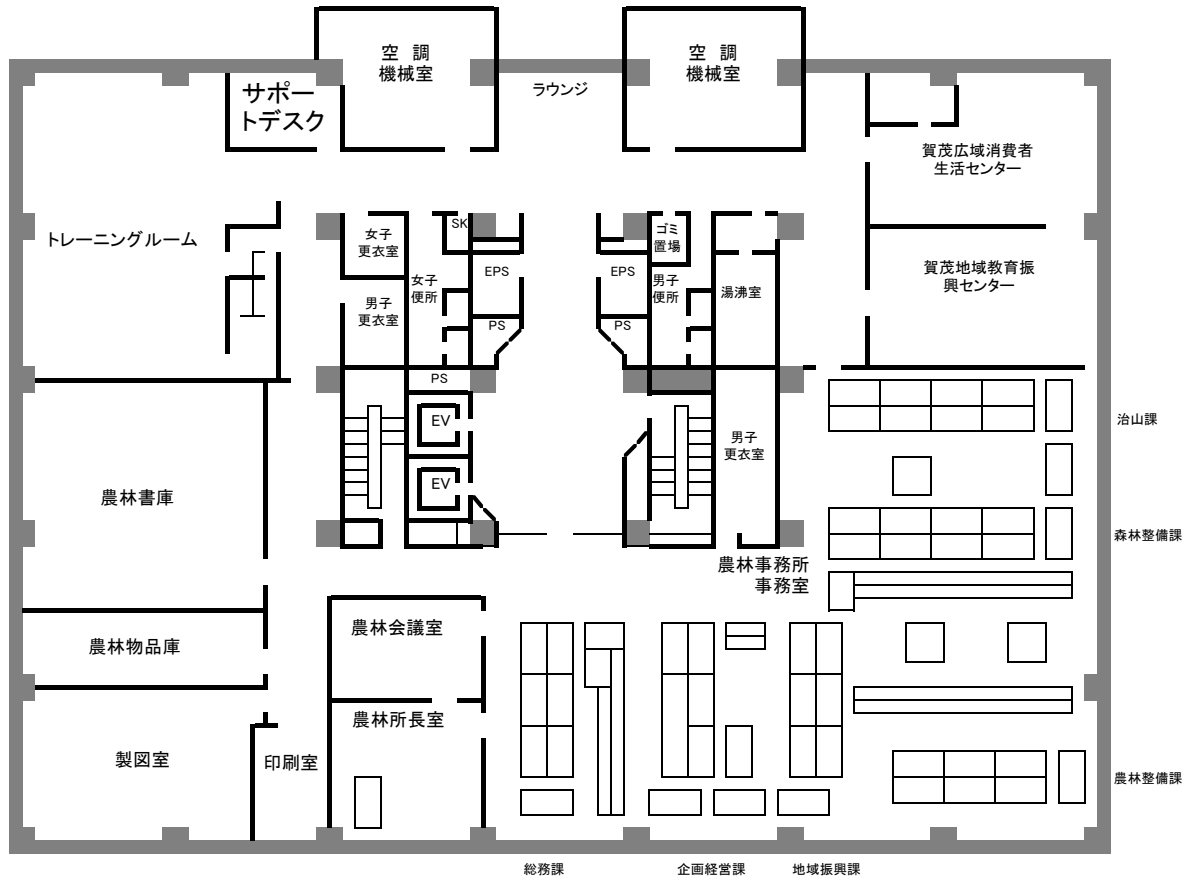 空 調
機械室
空 調
機械室
サポー
トデスク
ラウンジ
賀茂広域消費者
生活センター
トレーニングルーム
女子
更衣室
SK
ゴミ
置場
EPS
EPS
女子
便所
男子
便所
湯沸室
賀茂地域教育振
興センター
男子
更衣室
PS
PS
PS
EV
EV
男子
更衣室
治山課
農林書庫
森林整備課
農林事務所
事務室
農林会議室
農林物品庫
農林所長室
製図室
印刷室
農林整備課
総務課
企画経営課
地域振興課